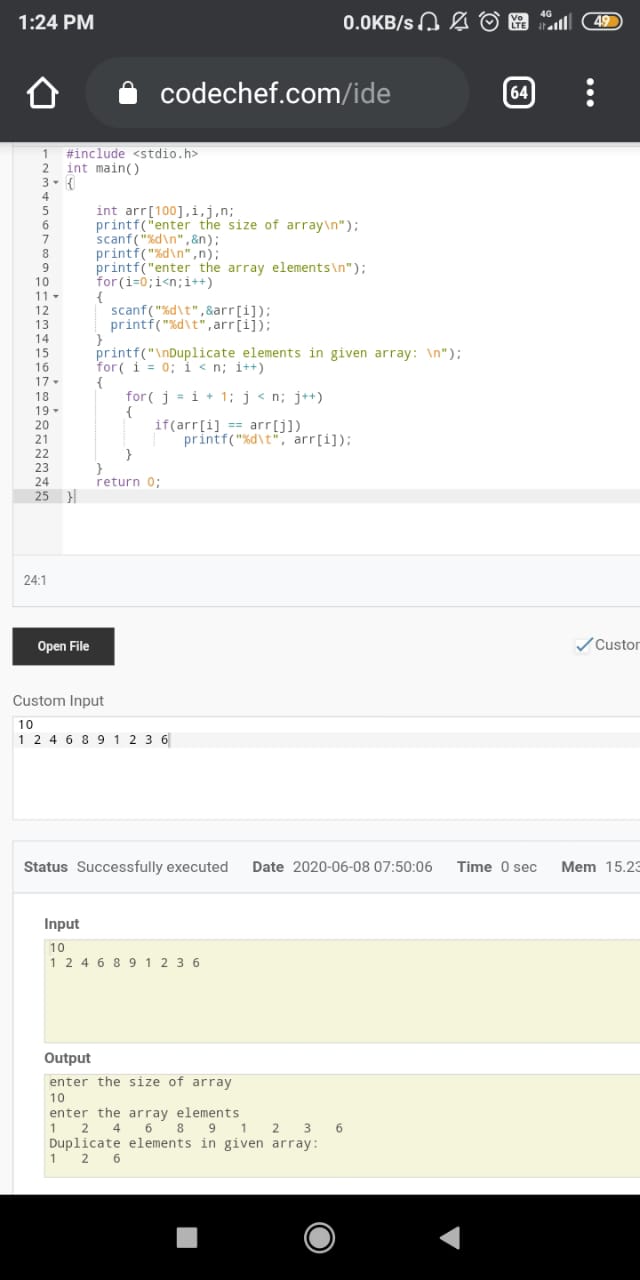 1:24 PM 0.0KB/s Vo LTE 4G 49
codechef.com/ide 64
1 #include <stdio.h>
2 int main()
3 {
4
5 int arr[100],i,j,n;
6 printf("enter the size of array\n");
7 scanf("%d\n",&n);
8 printf("%d\n",n);
9 printf("enter the array elements\n");
10 for(i=0;i<n;i++)
11 {
12 scanf("%d\t",&arr[i]);
13 printf("%d\t",arr[i]);
14 }
15 printf("\nDuplicate elements in given array: \n");
16 for( i = 0; i < n; i++)
17 {
18 for( j = i + 1; j < n; j++)
19 {
20 if(arr[i] == arr[j])
21 printf("%d\t", arr[i]);
22 }
23 }
24 return 0;
25 }
24:1
Open File Custor
Custom Input
10
1 2 4 6 8 9 1 2 3 6
Status Successfully executed Date 2020-06-08 07:50:06 Time 0 sec Mem 15.23
Input
10
1 2 4 6 8 9 1 2 3 6
Output
enter the size of array
10
enter the array elements
1 2 4 6 8 9 1 2 3 6
Duplicate elements in given array:
1 2 6